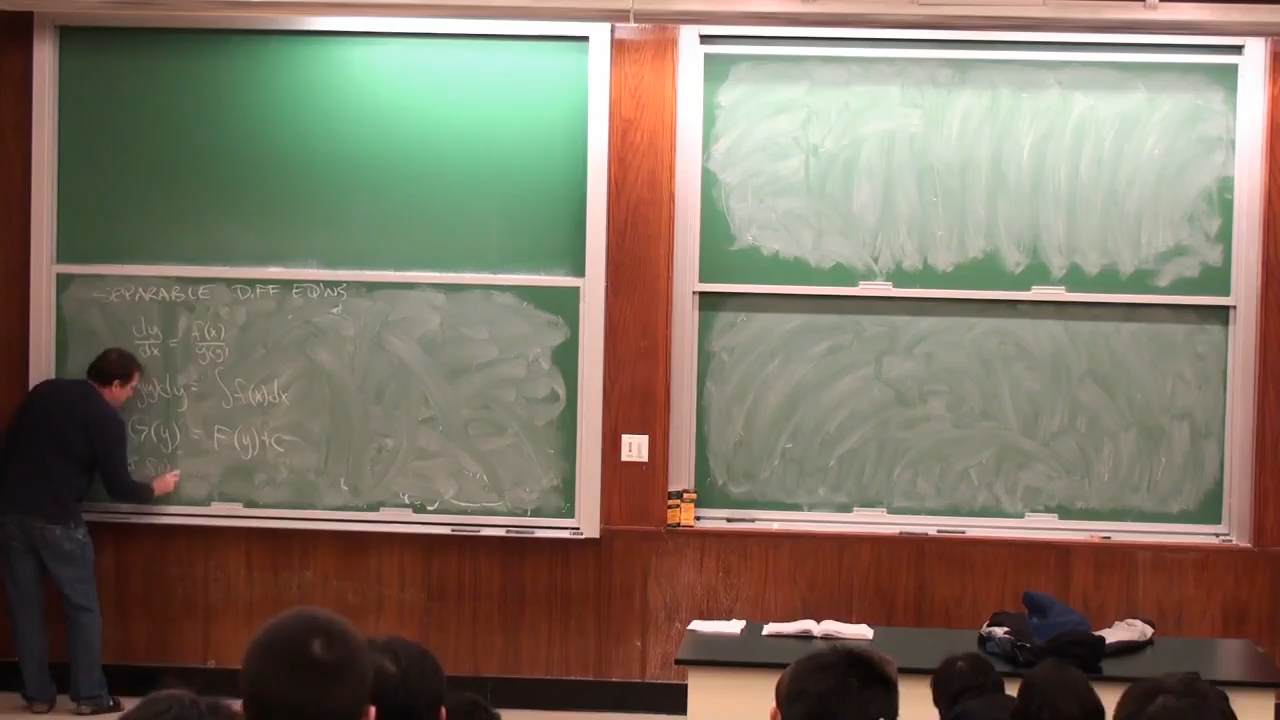 SEPARABLE DIFF EQ'NS
dy/dx = f(x)/g(y)
g(y)dy = ∫f(x)dx
G(y) = F(y)+C